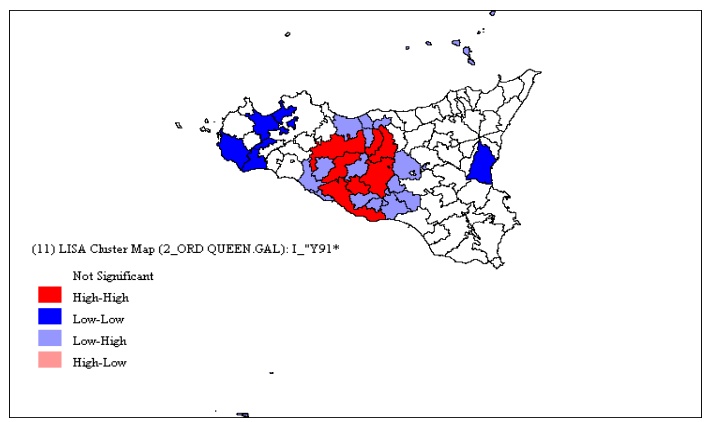 (11) LISA Cluster Map (2_ORD QUEEN.GAL): I_"Y91*
Not Significant
High-High
Low-Low
Low-High
High-Low